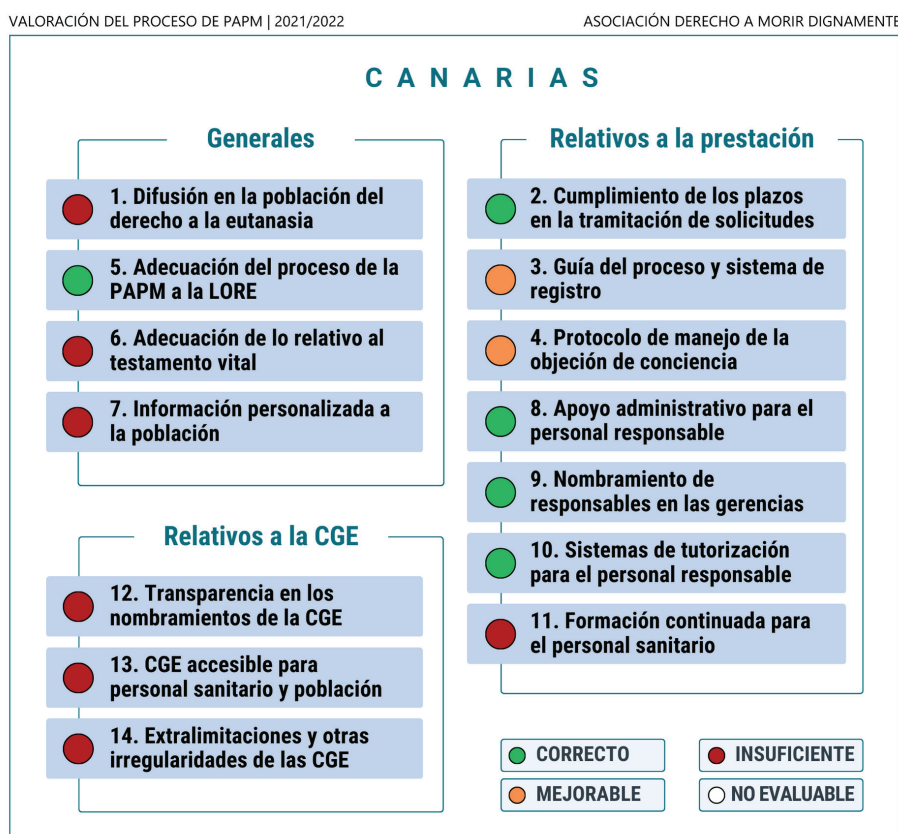 VALORACIÓN DEL PROCESO DE PAPM | 2021/2022
ASOCIACIÓN DERECHO A MORIR DIGNAMENTE
CANARIAS
Generales
1. Difusión en la población del
derecho a la eutanasia
5. Adecuación del proceso de la
PAPM a la LORE
6. Adecuación de lo relativo al
testamento vital
7. Información personalizada a
la población
Relativos a la CGE
12. Transparencia en los
nombramientos de la CGE
13. CGE accesible para
personal sanitario y población
14. Extralimitaciones y otras
irregularidades de las CGE
Relativos a la prestación
2. Cumplimiento de los plazos
en la tramitación de solicitudes
3. Guía del proceso y sistema de
registro
4. Protocolo de manejo de la
objeción de conciencia
8. Apoyo administrativo para el
personal responsable
9. Nombramiento de
responsables en las gerencias
10. Sistemas de tutorización
para el personal responsable
11. Formación continuada para
el personal sanitario
CORRECTO
INSUFICIENTE
MEJORABLE
NO EVALUABLE